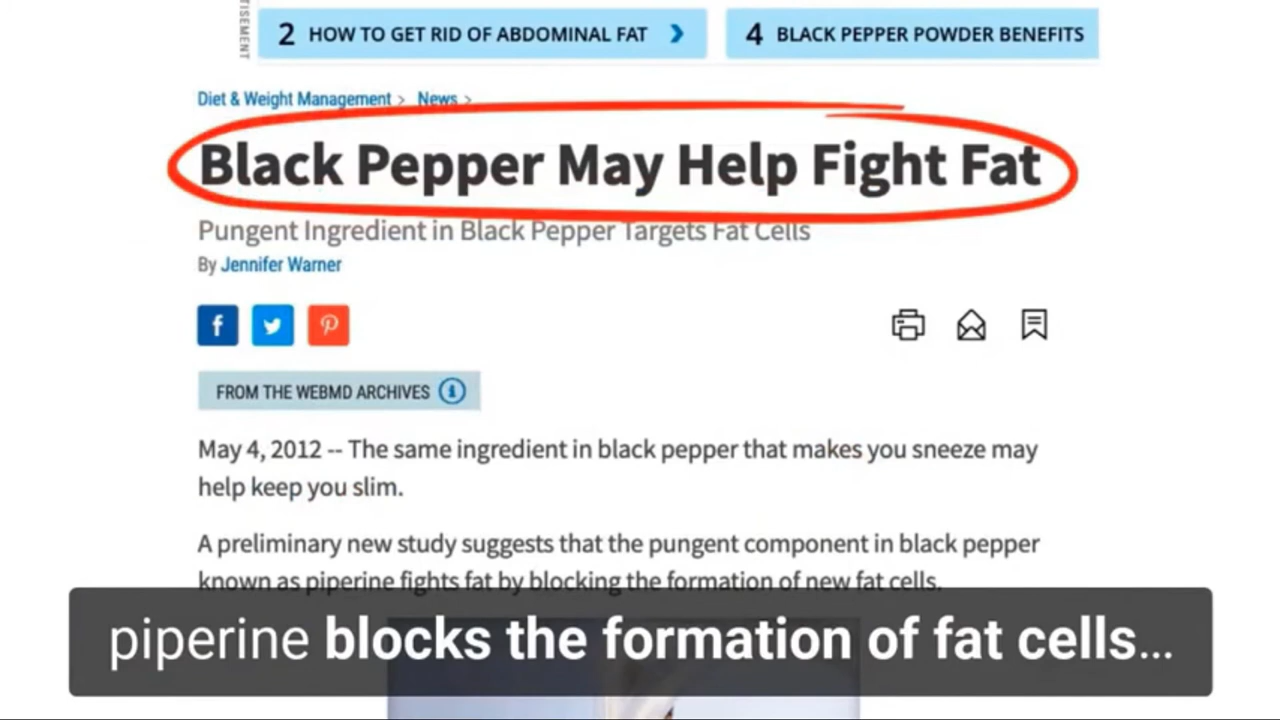 TISEMENT
2 HOW TO GET RID OF ABDOMINAL FAT
4 BLACK PEPPER POWDER BENEFITS
Diet & Weight Management > News >
Black Pepper May Help Fight Fat
Pungent Ingredient in Black Pepper Targets Fat Cells
By Jennifer Warner
FROM THE WEBMD ARCHIVES
May 4, 2012 -- The same ingredient in black pepper that makes you sneeze may
help keep you slim.
A preliminary new study suggests that the pungent component in black pepper
known as piperine fights fat by blocking the formation of new fat cells.
piperine blocks the formation of fat cells...